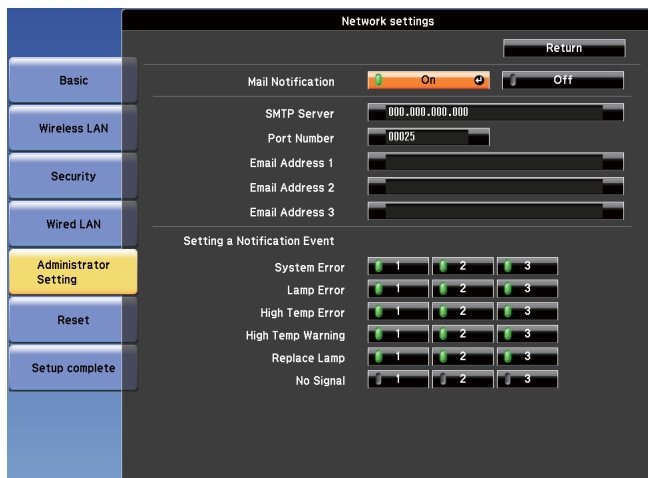 Network settings
Return
Basic
Wireless LAN
Security
Wired LAN
Administrator
Setting
Reset
Setup complete
Mail Notification On Off
SMTP Server 000.000.000.000
Port Number 00025
Email Address 1
Email Address 2
Email Address 3
Setting a Notification Event
System Error 1 2 3
Lamp Error 1 2 3
High Temp Error 1 2 3
High Temp Warning 1 2 3
Replace Lamp 1 2 3
No Signal 1 2 3